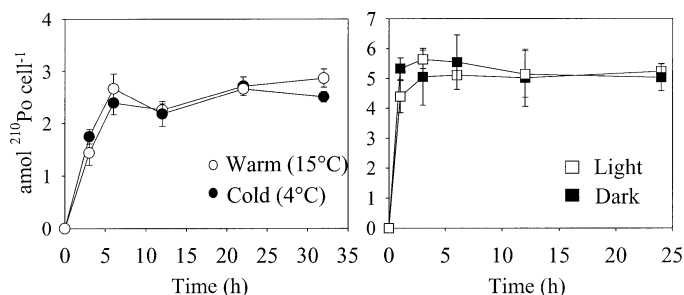 amol ²¹⁰Po cell⁻¹
4
3
2
1
0
Warm (15°C)
Cold (4°C)
0 5 10 15 20 25 30 35
Time (h)
7
6
5
4
3
2
1
0
Light
Dark
0 5 10 15 20 25
Time (h)